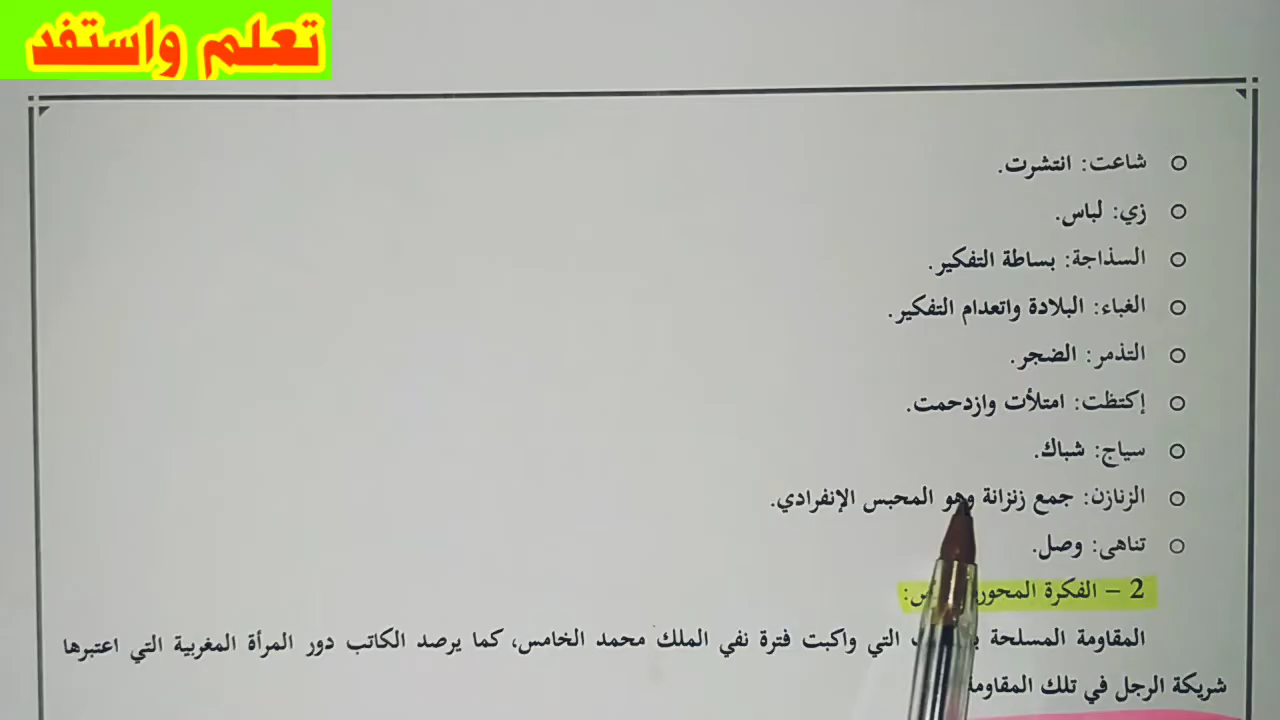 تعلم واستفد
شاعت: انتشرت.
زي: لباس.
السذاجة: بساطة التفكير.
الغباء: البلادة واتعدام التفكير.
التذمر: الضجر.
إكتظت: امتلأت وازدحمت.
سياج: شباك.
الزنازن: جمع زنزانة وهو المحبس الإنفرادي.
تناهى: وصل.
2 – الفكرة
المقاومة المسلحة التي واكبت فترة نفي الملك محمد الخامس، كما يرصد الكاتب دور المرأة المغربية التي اعتبرها
شريكة الرجل في تلك المقاومة